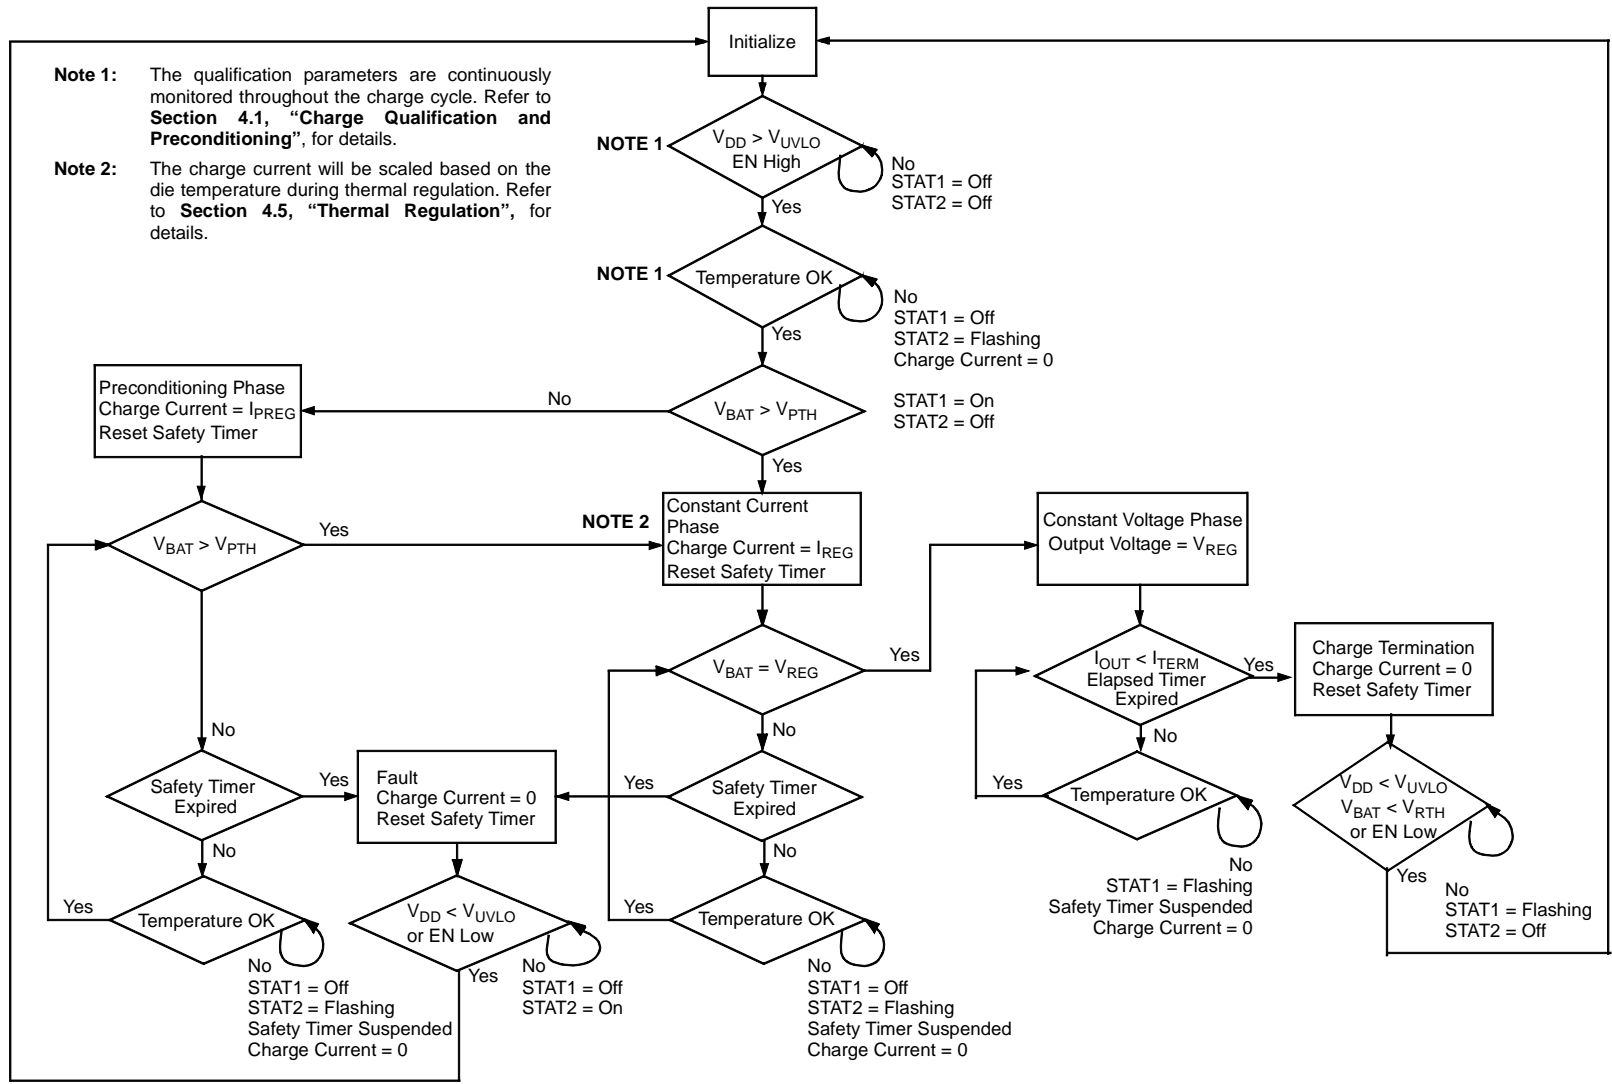 Initialize
Note 1: The qualification parameters are continuously
monitored throughout the charge cycle. Refer to
Section 4.1, “Charge Qualification and
Preconditioning”, for details.
Note 2: The charge current will be scaled based on the
die temperature during thermal regulation. Refer
to Section 4.5, “Thermal Regulation”, for
details.
NOTE 1
VDD > VUVLO
EN High
No
STAT1 = Off
STAT2 = Off
Yes
NOTE 1
Temperature OK
No
STAT1 = Off
STAT2 = Flashing
Charge Current = 0
Yes
Preconditioning Phase
Charge Current = IPREG
Reset Safety Timer
No
VBAT > VPTH
STAT1 = On
STAT2 = Off
Yes
VBAT > VPTH
Yes
NOTE 2
Constant Current
Phase
Charge Current = IREG
Reset Safety Timer
Constant Voltage Phase
Output Voltage = VREG
VBAT = VREG
Yes
IOUT < ITERM
Elapsed Timer
Expired
Yes
Charge Termination
Charge Current = 0
Reset Safety Timer
No
No
No
Safety Timer
Expired
Yes
Fault
Charge Current = 0
Reset Safety Timer
Yes
Safety Timer
Expired
Yes
Temperature OK
VDD < VUVLO
VBAT < VRTH
or EN Low
No
No
No
STAT1 = Flashing
Safety Timer Suspended
Charge Current = 0
Yes
No
STAT1 = Flashing
STAT2 = Off
Yes
Temperature OK
VDD < VUVLO
or EN Low
Yes
Temperature OK
No
STAT1 = Off
STAT2 = Flashing
Safety Timer Suspended
Charge Current = 0
Yes
No
STAT1 = Off
STAT2 = On
No
STAT1 = Off
STAT2 = Flashing
Safety Timer Suspended
Charge Current = 0